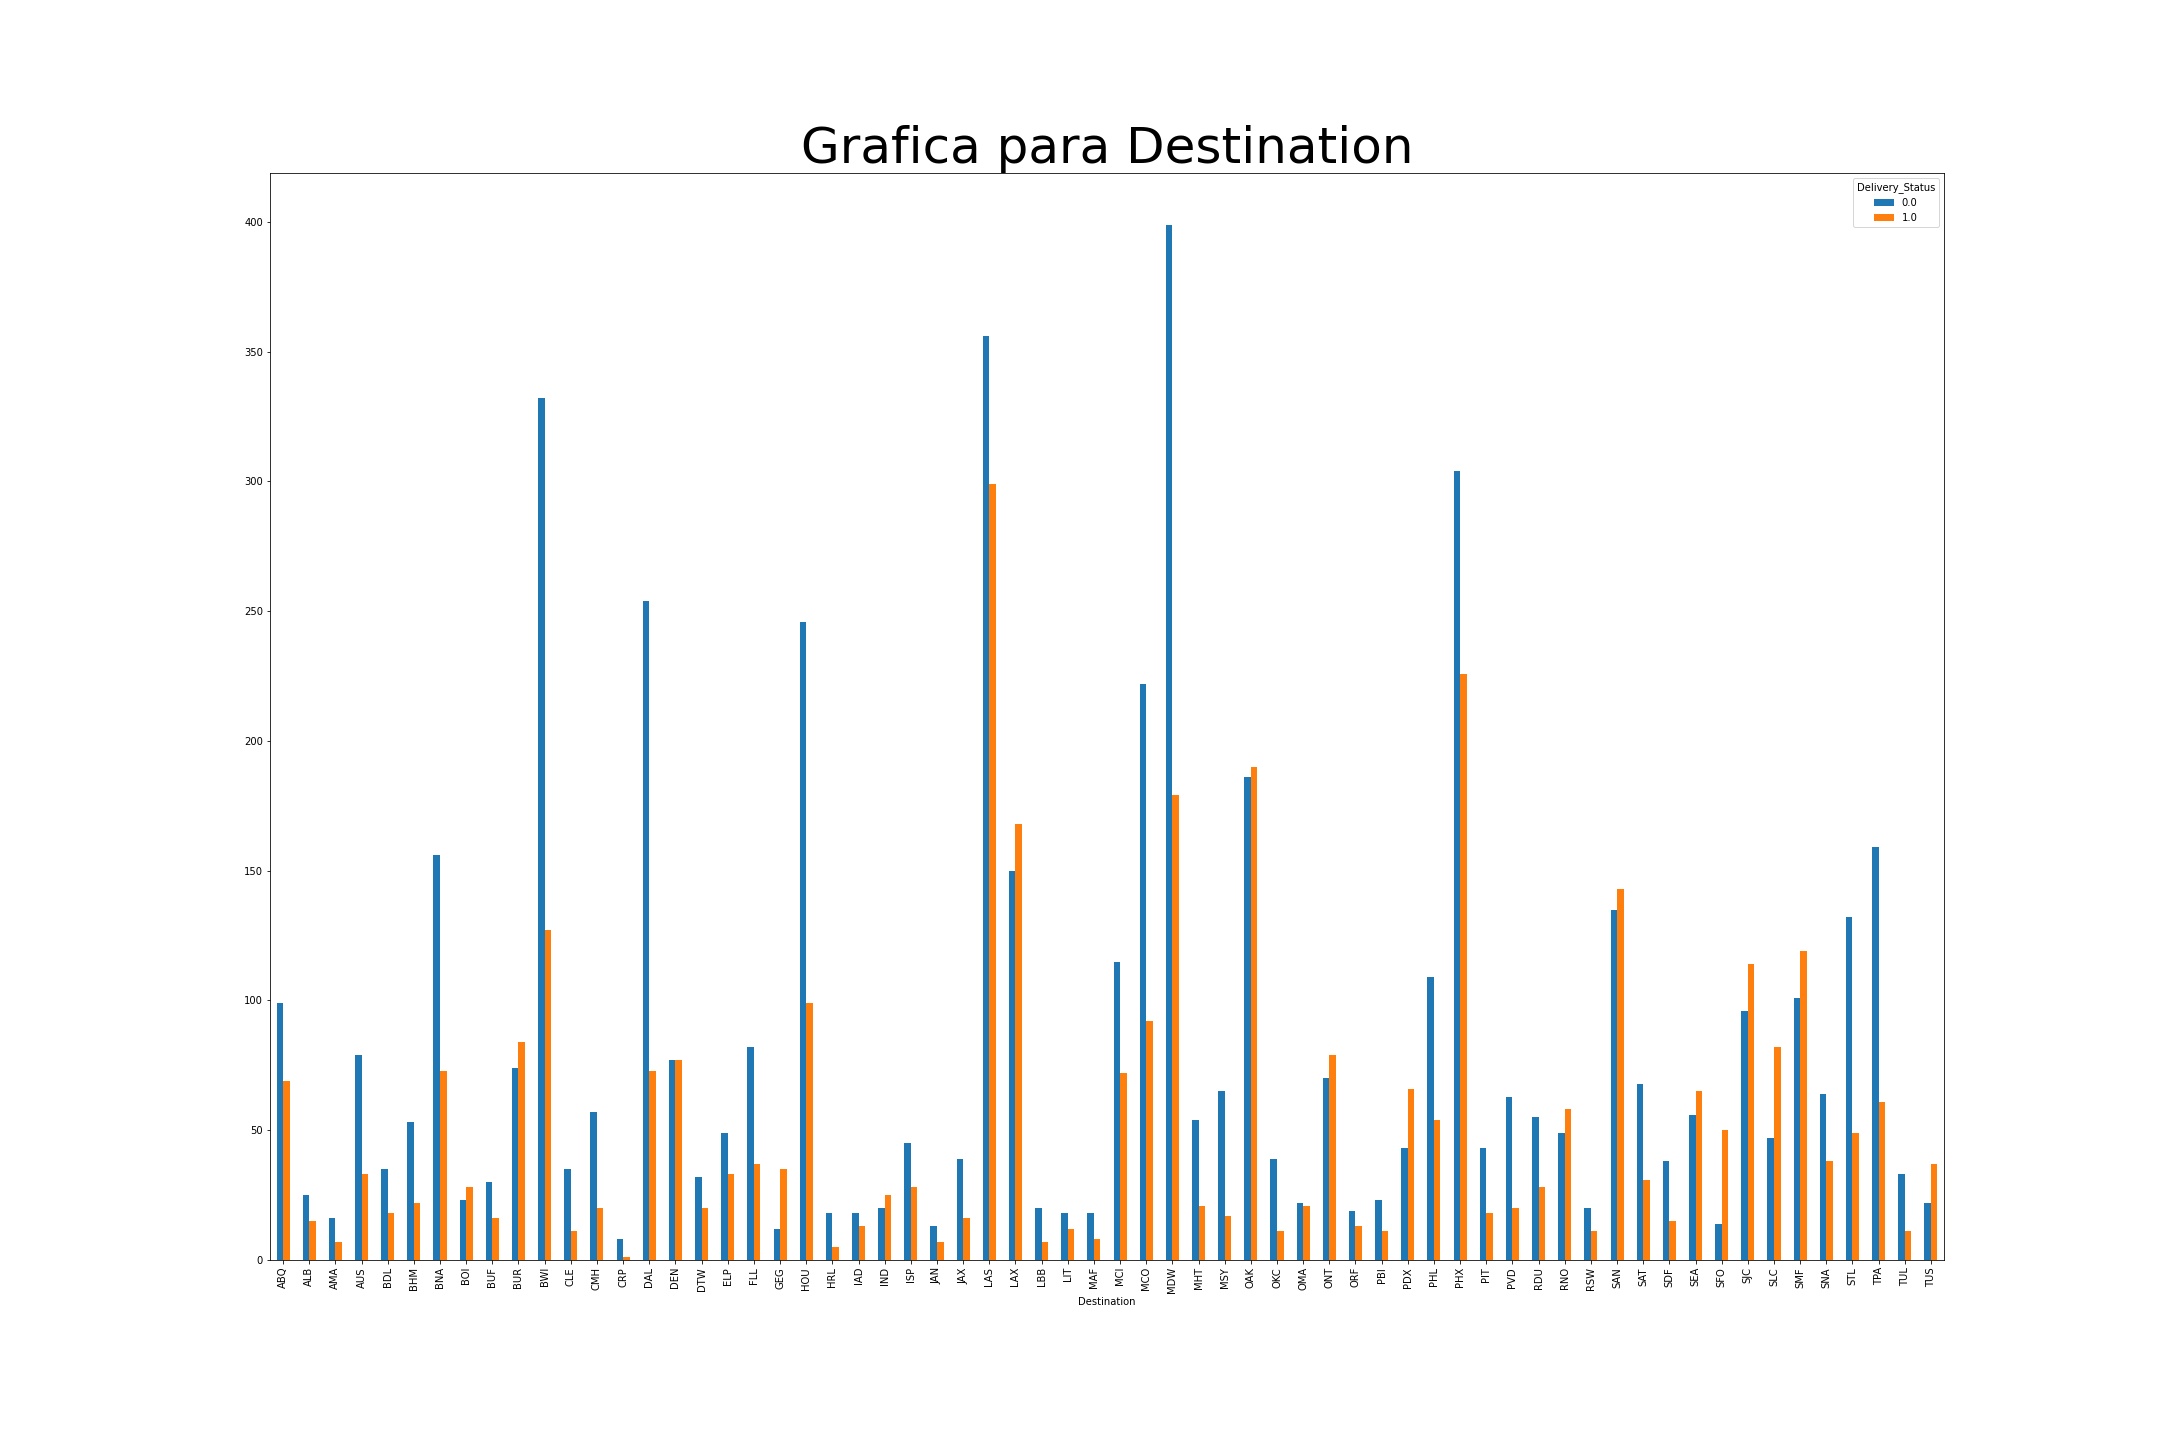 Grafica para Destination
Delivery_Status
0.0
1.0
400
350
300
250
200
150
100
50
0
ABQ ALB AMA AUS BDL BHM BNA BOI BUF BUR BWI CLE CMH CRP DAL DEN DTW ELP FLL GEG HOU HRL IAD IND ISP JAN JAX LAS LAX LBB LIT MAF MCI MCO MDW MHT MSY OAK OKC OMA ONT ORF PBI PDX PHL PHX PIT PVD RDU RNO RSW SAN SAT SDF SEA SFO SJC SLC SMF SNA STL TPA TUL TUS
Destination